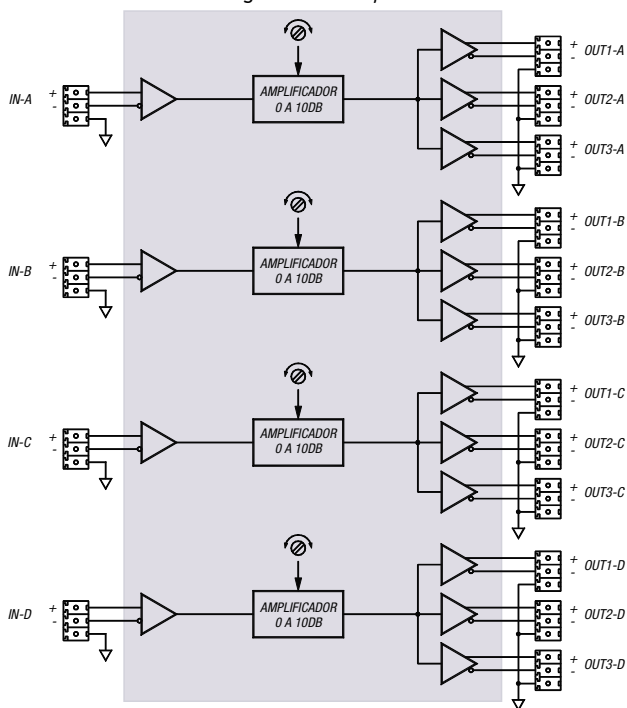 + OUT1-A
-
IN-A +
-
AMPLIFICADOR
0 A 10DB
+ OUT2-A
-
+ OUT3-A
-
+ OUT1-B
-
IN-B +
-
AMPLIFICADOR
0 A 10DB
+ OUT2-B
-
+ OUT3-B
-
+ OUT1-C
-
IN-C +
-
AMPLIFICADOR
0 A 10DB
+ OUT2-C
-
+ OUT3-C
-
+ OUT1-D
-
IN-D +
-
AMPLIFICADOR
0 A 10DB
+ OUT2-D
-
+ OUT3-D
-